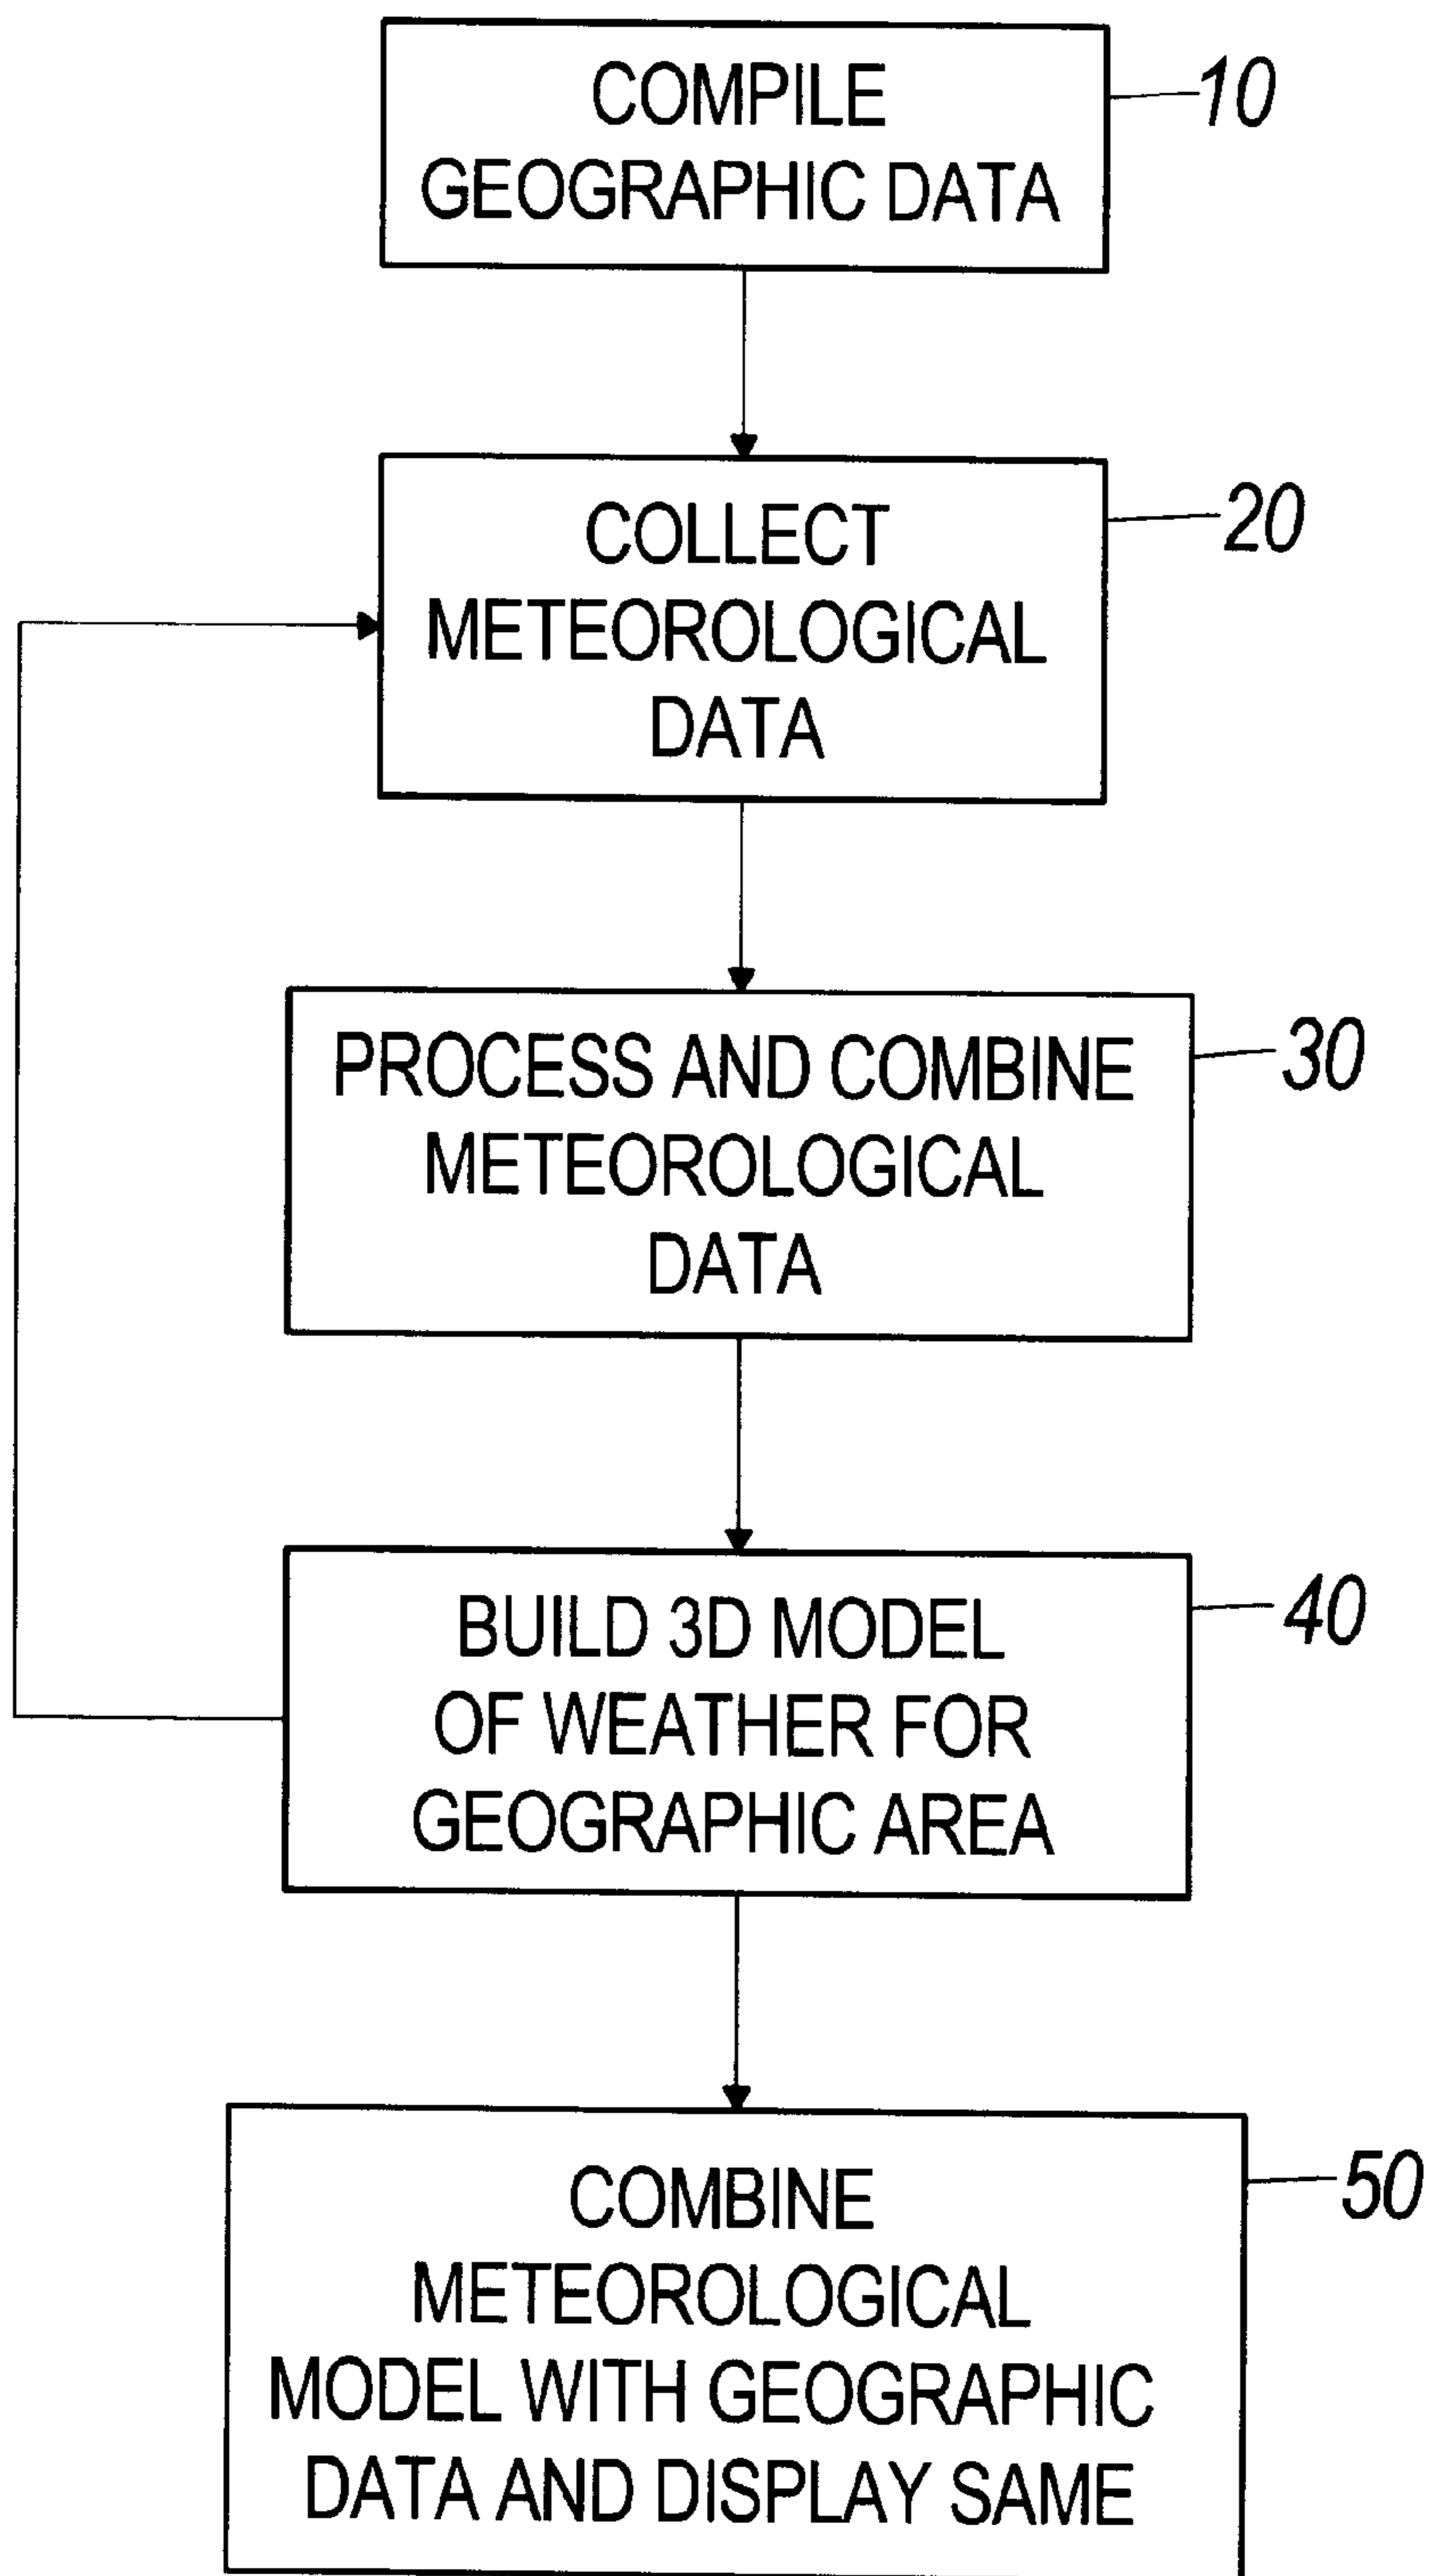 COMPILE
GEOGRAPHIC DATA
10
COLLECT
METEOROLOGICAL
DATA
20
PROCESS AND COMBINE
METEOROLOGICAL
DATA
30
BUILD 3D MODEL
OF WEATHER FOR
GEOGRAPHIC AREA
40
COMBINE
METEOROLOGICAL
MODEL WITH GEOGRAPHIC
DATA AND DISPLAY SAME
50